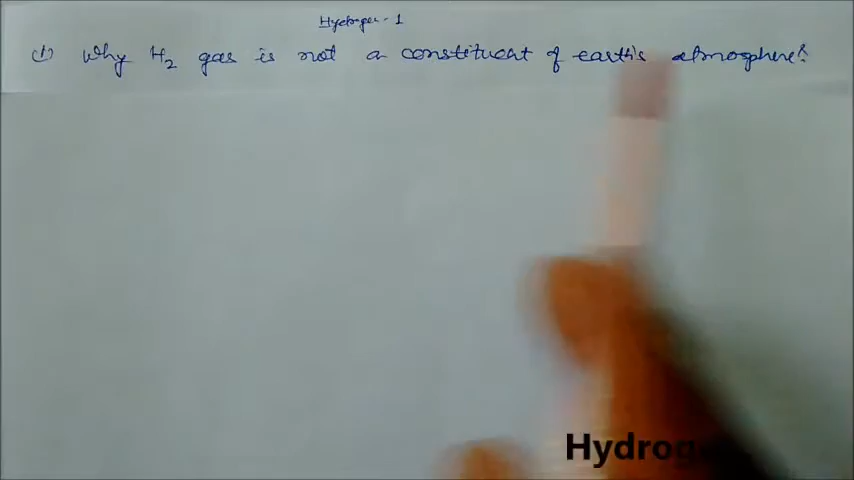 Hydrogen - 1
(1) Why H2 gas is not a constituent of earth's atmosphere?
Hydrog